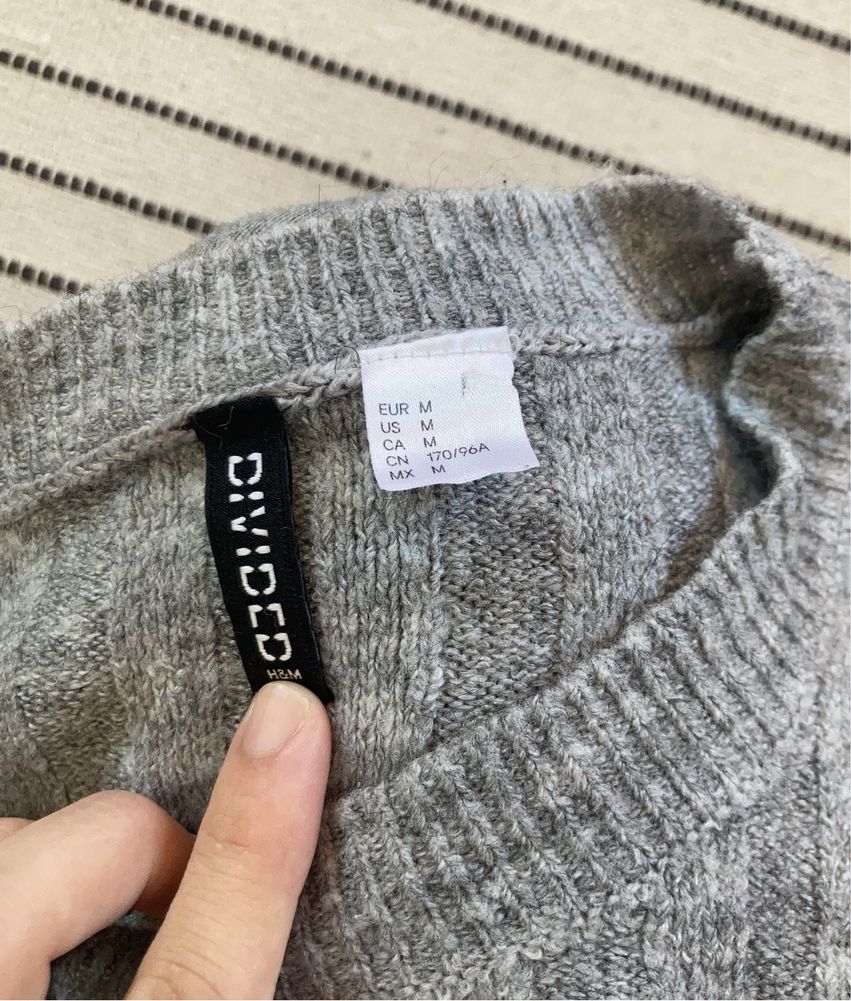 DIVIDED
H&M
EUR M
US M
CA M
CN 170/96A
MX M